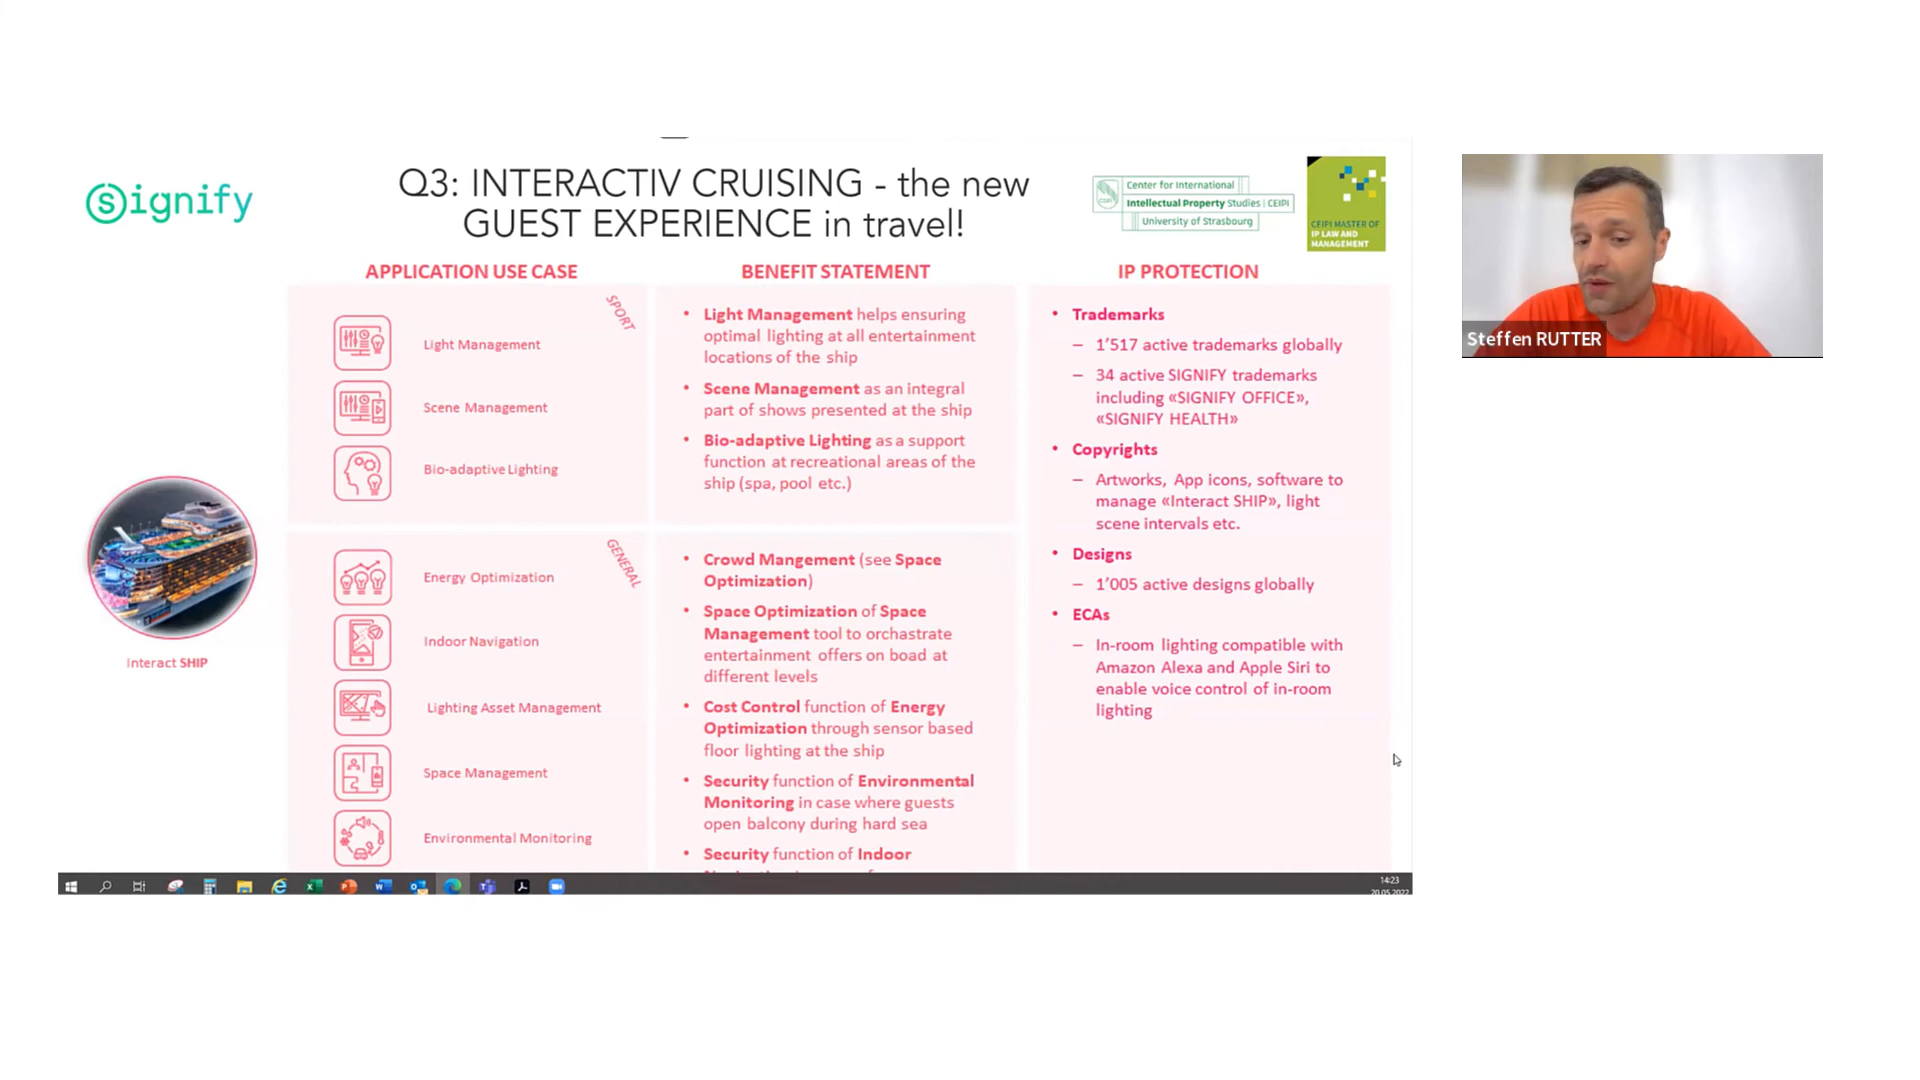 signify
Q3: INTERACTIV CRUISING - the new
GUEST EXPERIENCE in travel!
Center for International
Intellectual Property Studies | CEIPI
University of Strasbourg
CEIPI MASTER OF
IP LAW AND
MANAGEMENT
APPLICATION USE CASE
SPORT
Light Management
Scene Management
Bio-adaptive Lighting
GENERAL
Energy Optimization
Indoor Navigation
Lighting Asset Management
Space Management
Environmental Monitoring
Interact SHIP
BENEFIT STATEMENT
• Light Management helps ensuring
optimal lighting at all entertainment
locations of the ship
• Scene Management as an integral
part of shows presented at the ship
• Bio-adaptive Lighting as a support
function at recreational areas of the
ship (spa, pool etc.)
• Crowd Mangement (see Space
Optimization)
• Space Optimization of Space
Management tool to orchastrate
entertainment offers on boad at
different levels
• Cost Control function of Energy
Optimization through sensor based
floor lighting at the ship
• Security function of Environmental
Monitoring in case where guests
open balcony during hard sea
• Security function of Indoor
IP PROTECTION
• Trademarks
– 1’517 active trademarks globally
– 34 active SIGNIFY trademarks
including «SIGNIFY OFFICE»,
«SIGNIFY HEALTH»
• Copyrights
– Artworks, App icons, software to
manage «Interact SHIP», light
scene intervals etc.
• Designs
– 1’005 active designs globally
• ECAs
– In-room lighting compatible with
Amazon Alexa and Apple Siri to
enable voice control of in-room
lighting
Steffen RUTTER
14:23
20.05.2022